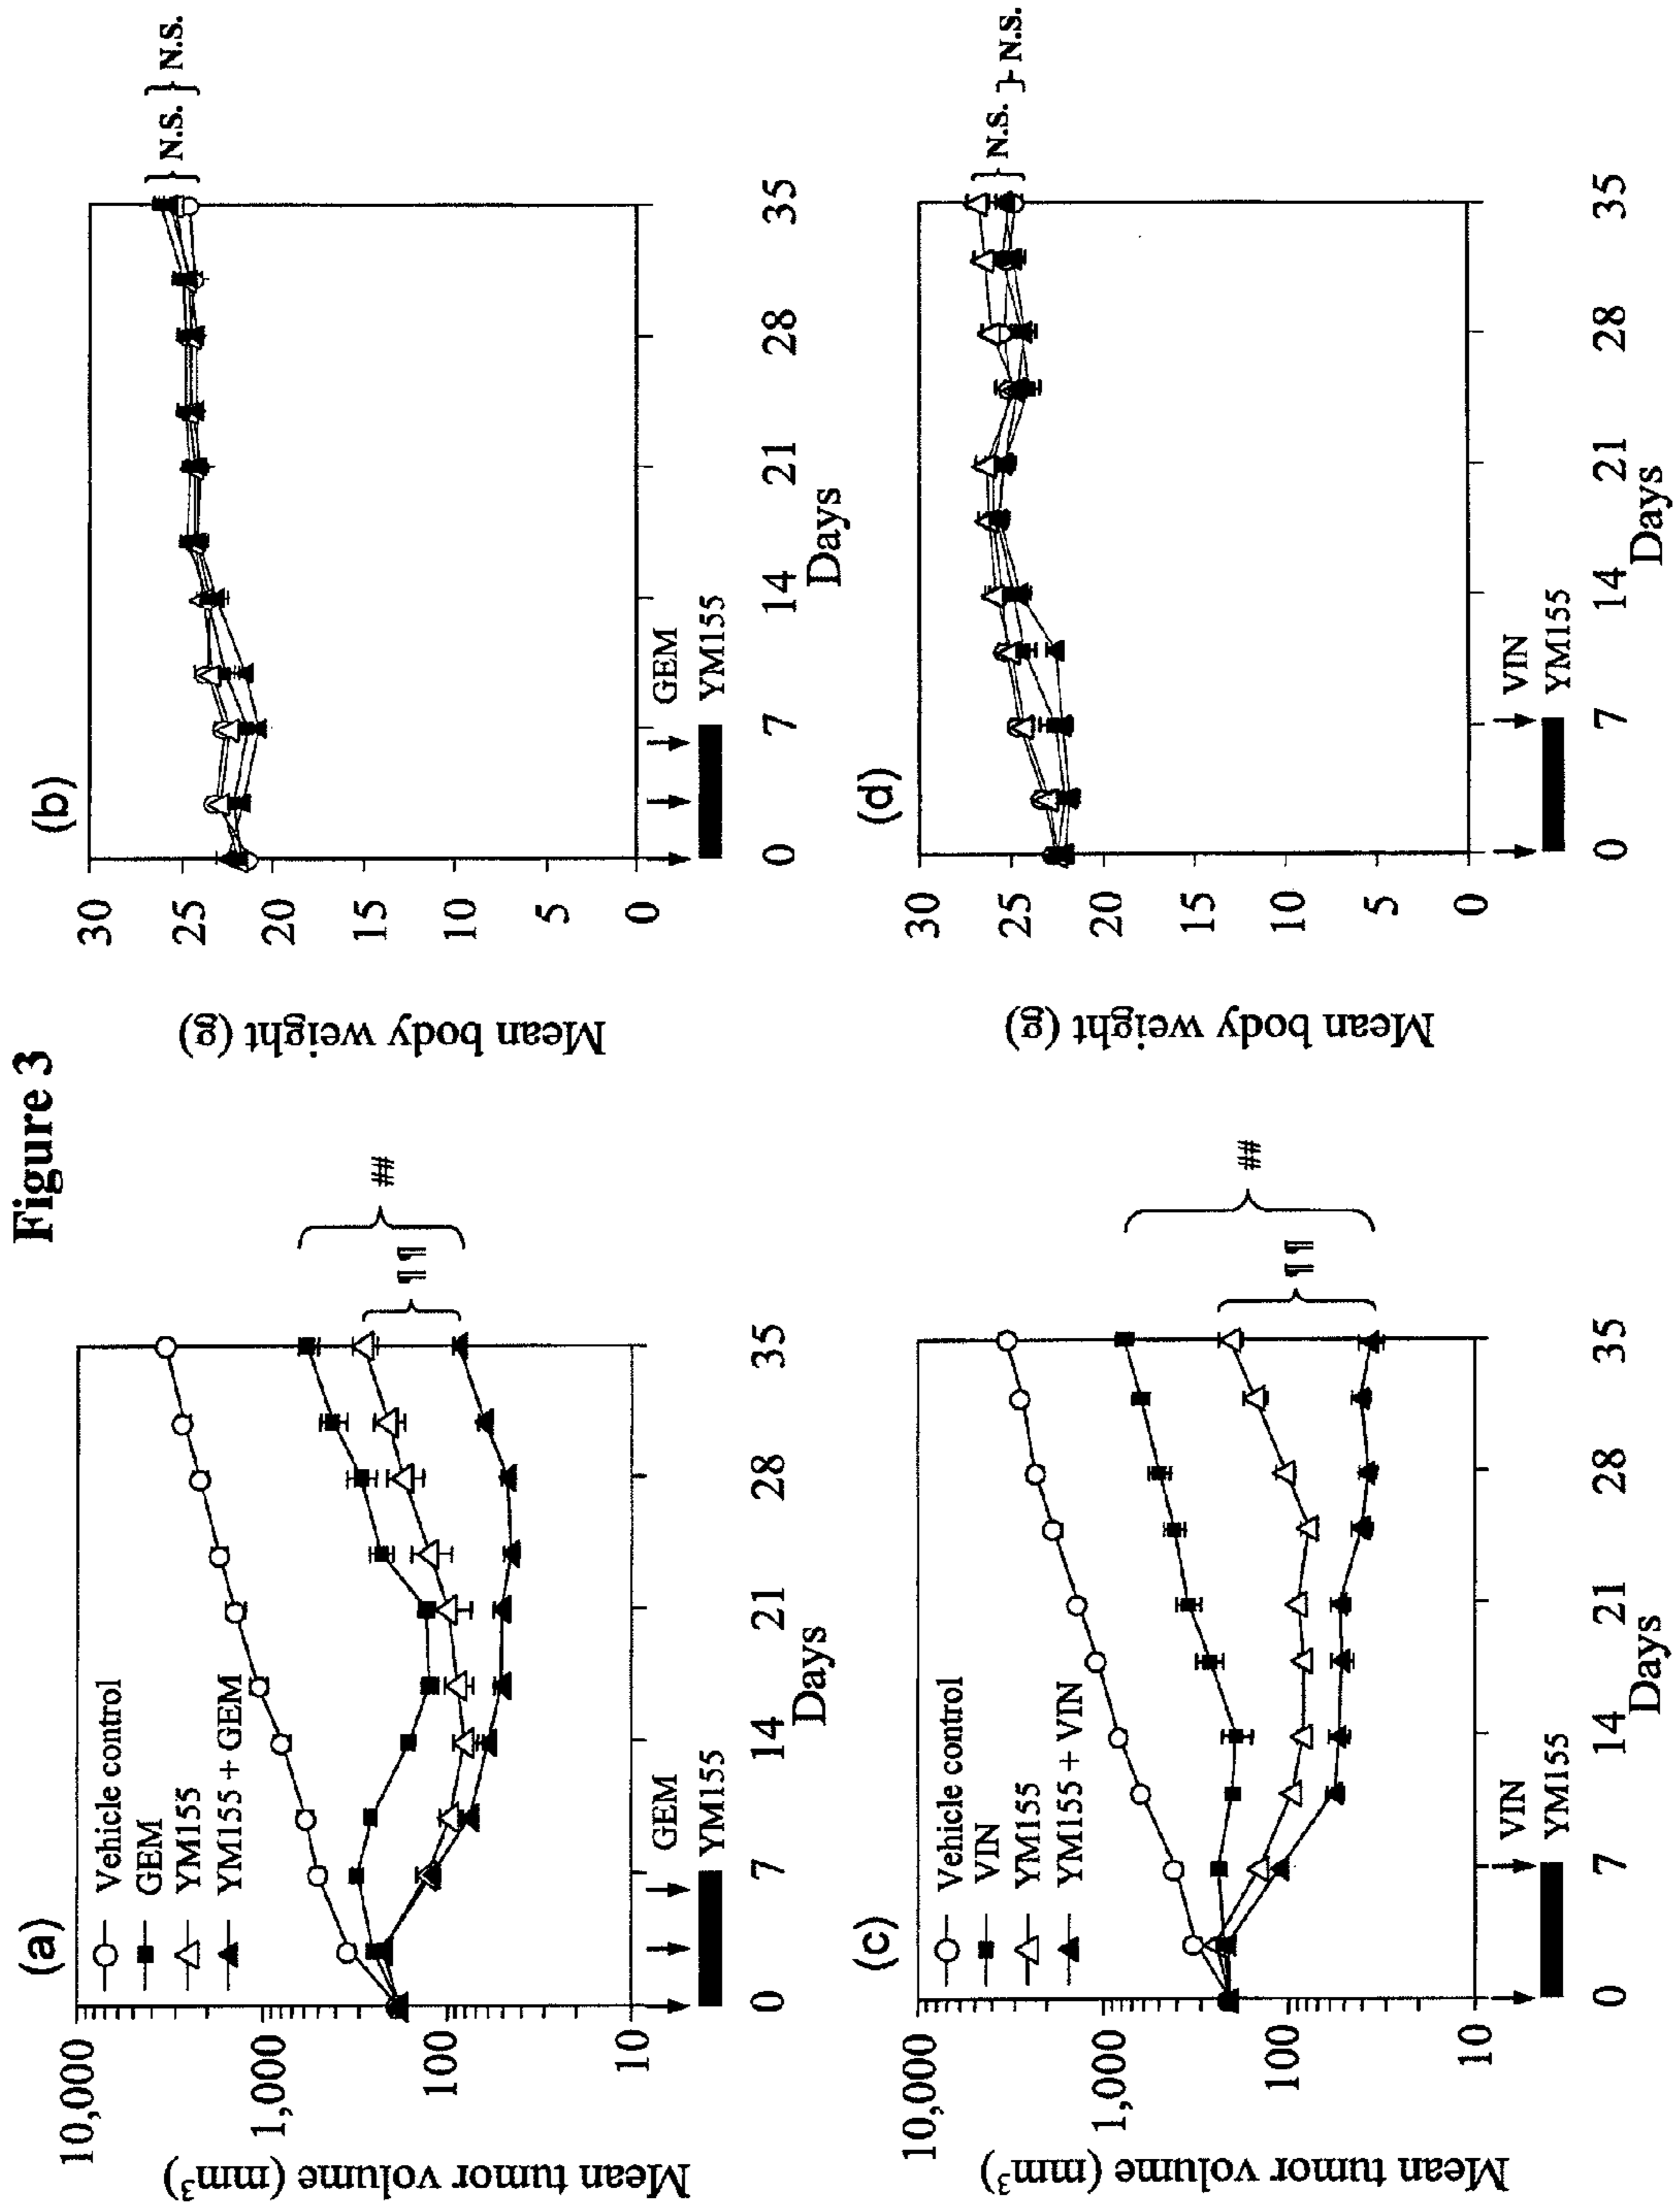 Figure 3
(a)
10,000
1,000
100
10
Mean tumor volume (mm³)
Vehicle control
GEM
YM155
YM155 + GEM
0 7 14 21 28 35
Days
GEM
YM155
¶¶
##
(b)
30
25
20
15
10
5
0
Mean body weight (g)
0 7 14 21 28 35
Days
GEM
YM155
}N.S. }N.S.
(c)
10,000
1,000
100
10
Mean tumor volume (mm³)
Vehicle control
VIN
YM155
YM155 + VIN
0 7 14 21 28 35
Days
VIN
YM155
¶¶
##
(d)
30
25
20
15
10
5
0
Mean body weight (g)
0 7 14 21 28 35
Days
VIN
YM155
}N.S. }N.S.